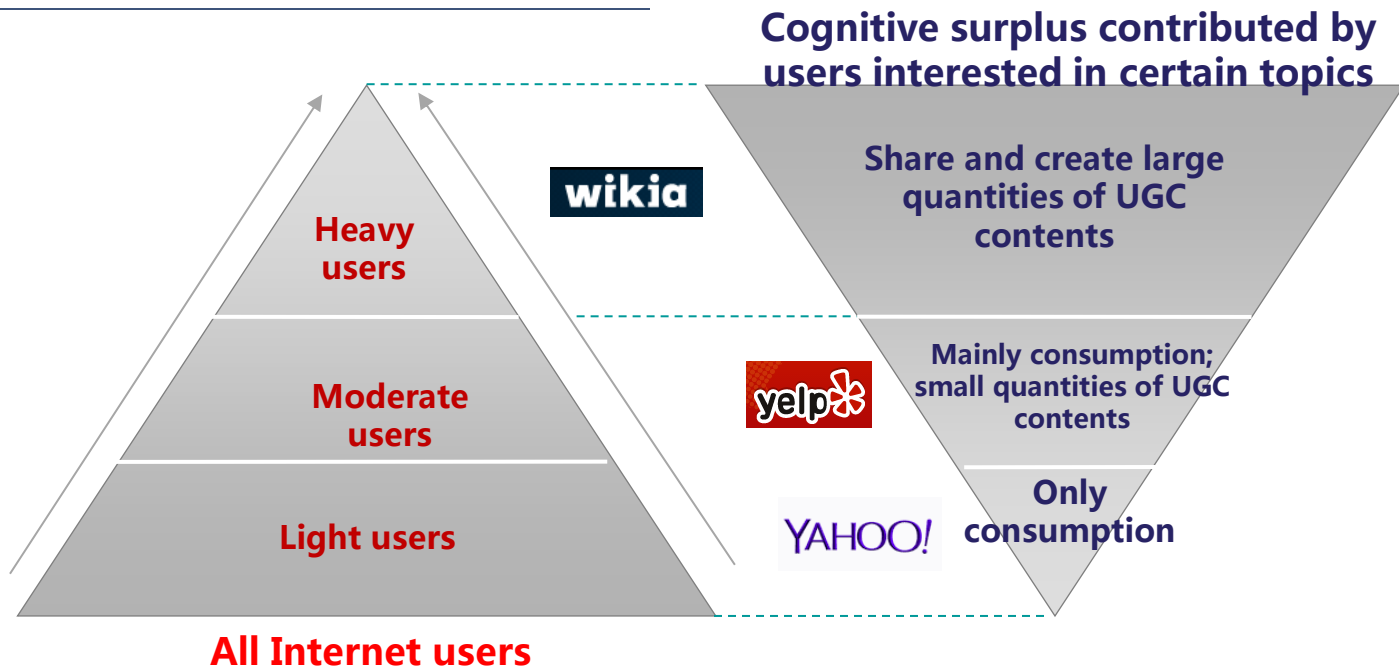 Cognitive surplus contributed by
users interested in certain topics
wikia
Share and create large
quantities of UGC
contents
Heavy
users
Mainly consumption;
small quantities of UGC
contents
yelp
Moderate
users
Only
consumption
YAHOO!
Light users
All Internet users